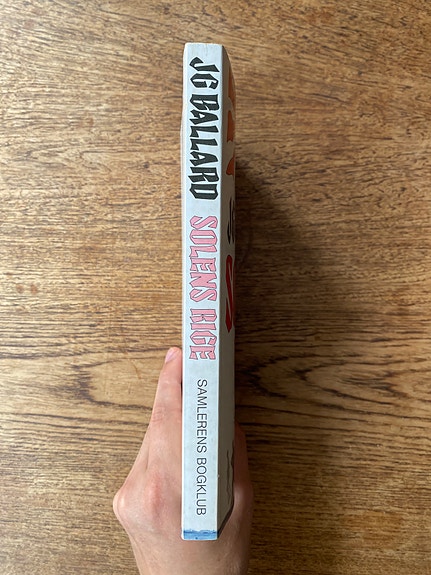 JG BALLARD
SOLENS RIGE
SAMLERENS BOGKLUB